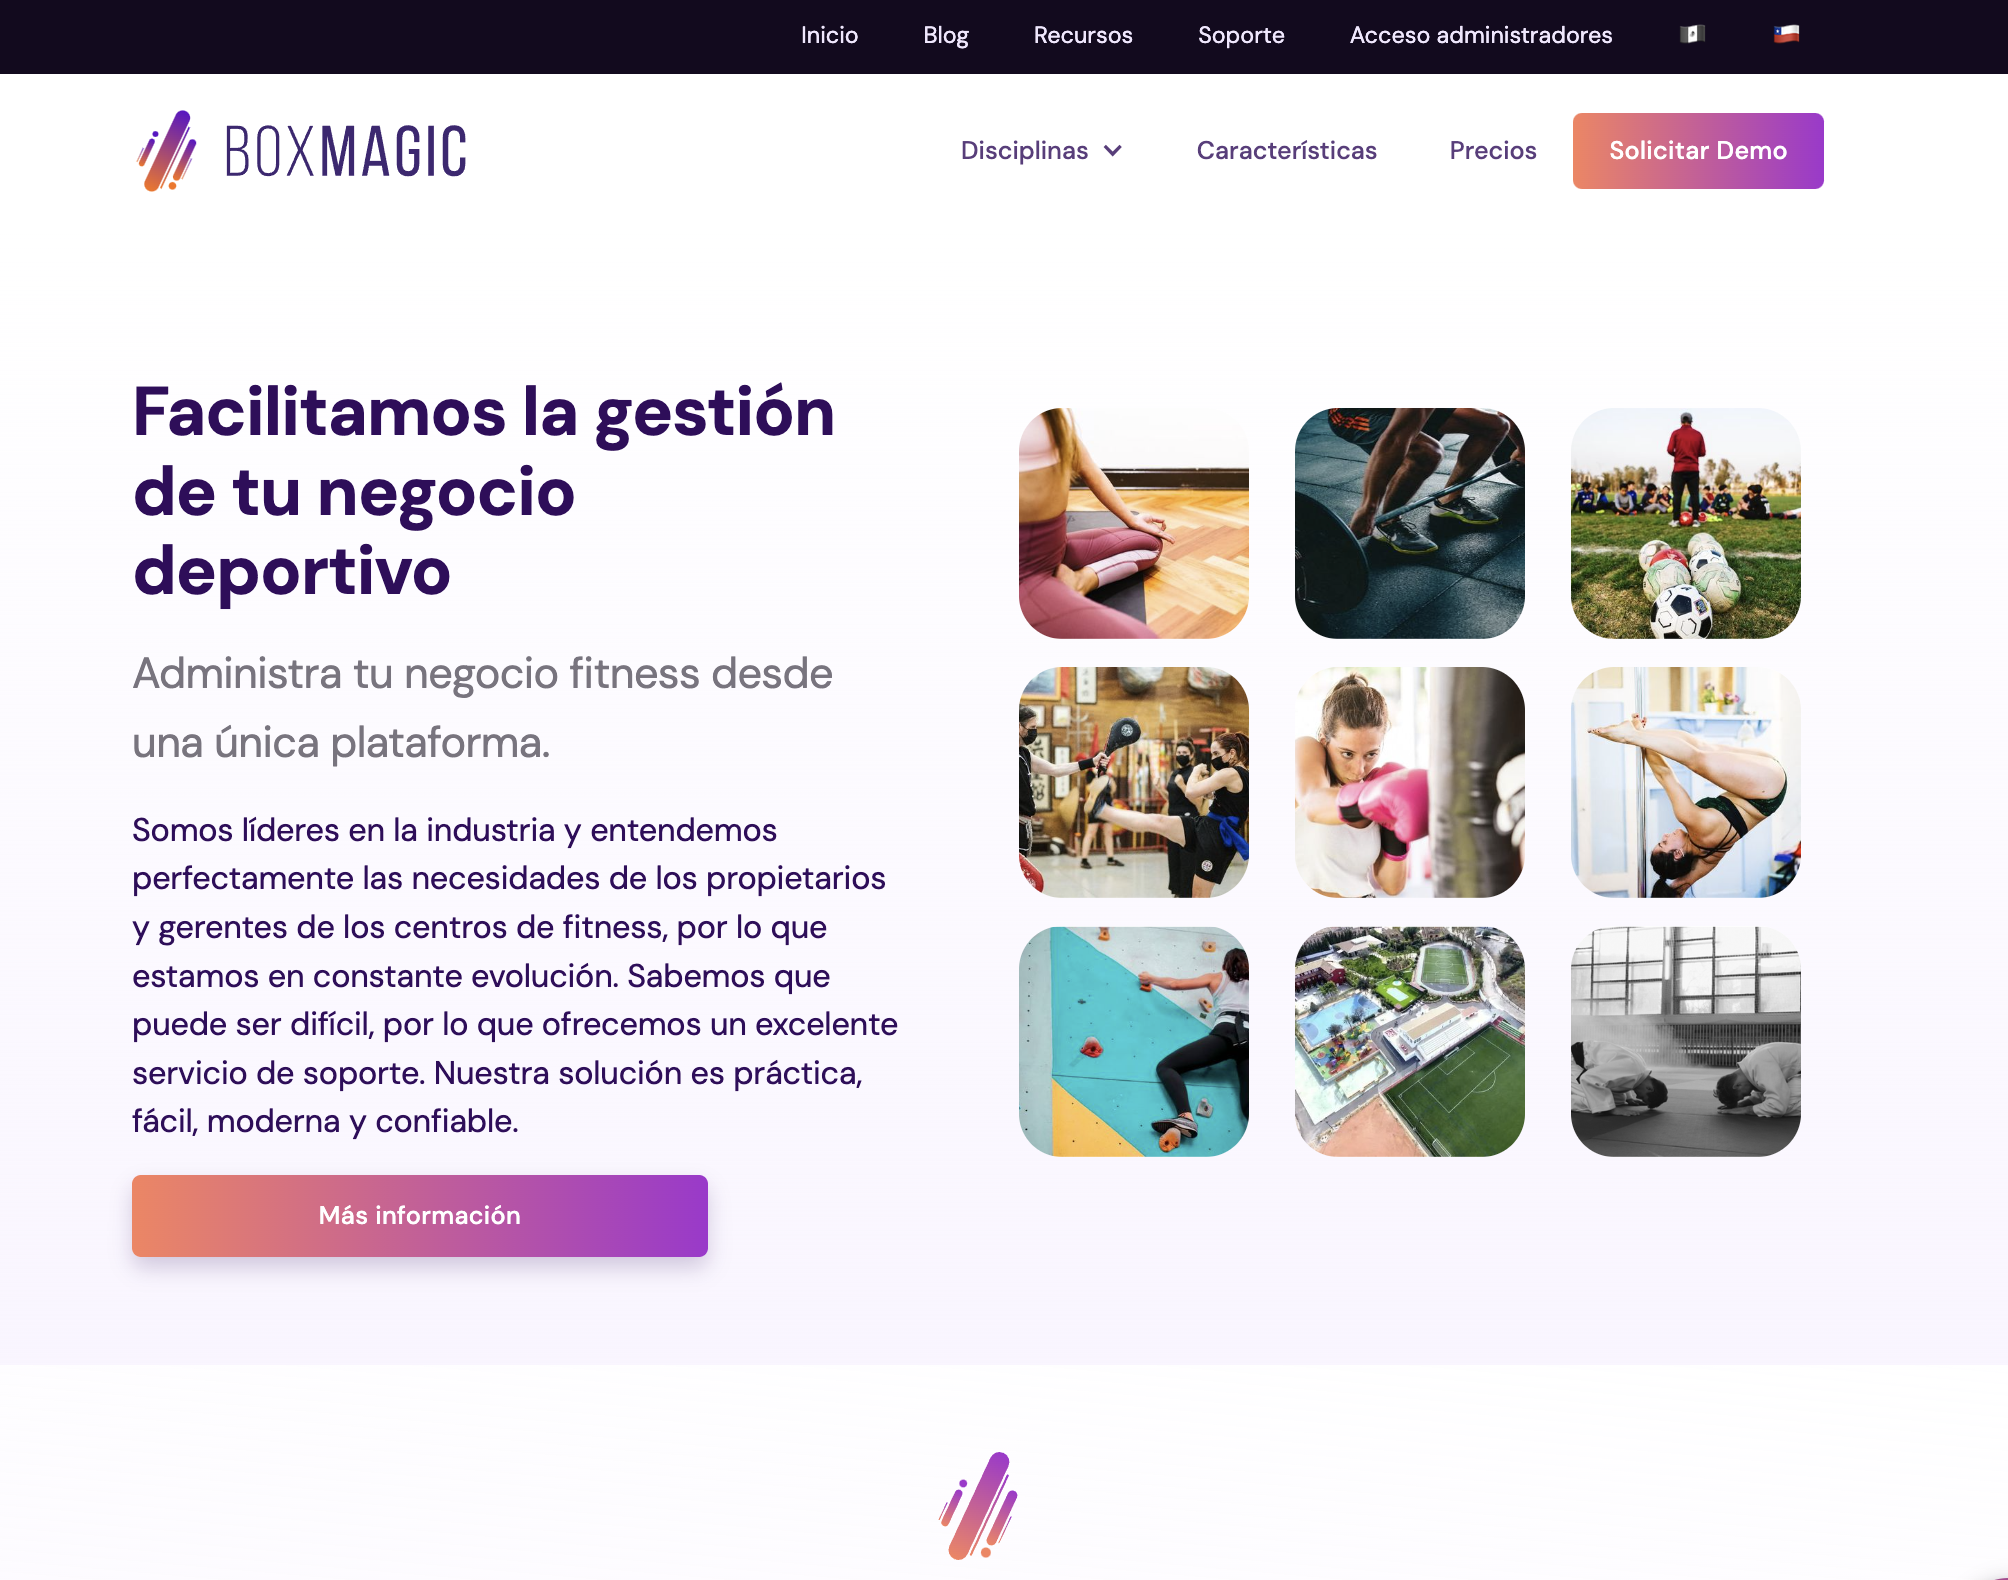 Inicio Blog Recursos Soporte Acceso administradores
BOXMAGIC Disciplinas Características Precios Solicitar Demo
Facilitamos la gestión
de tu negocio
deportivo
Administra tu negocio fitness desde
una única plataforma.
Somos líderes en la industria y entendemos
perfectamente las necesidades de los propietarios
y gerentes de los centros de fitness, por lo que
estamos en constante evolución. Sabemos que
puede ser difícil, por lo que ofrecemos un excelente
servicio de soporte. Nuestra solución es práctica,
fácil, moderna y confiable.
Más información